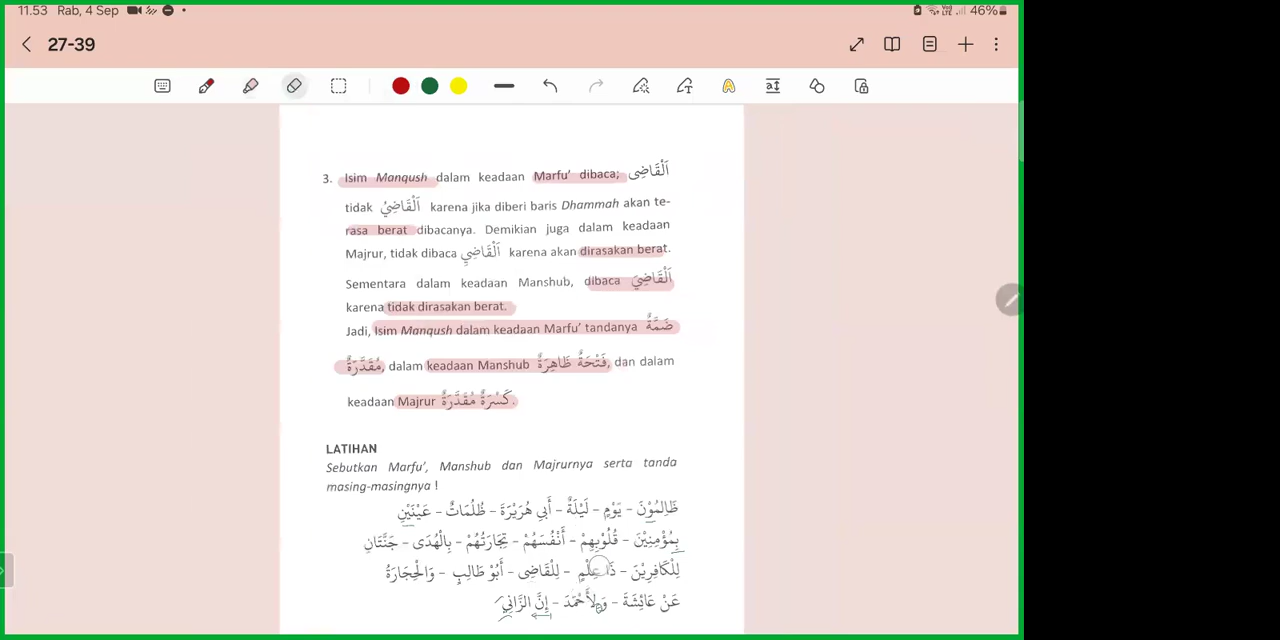 11.53 Rab, 4 Sep 46%
27-39
3. Isim Manqush dalam keadaan Marfu' dibaca; اَلْقَاضِى
tidak اَلْقَاضِيُ karena jika diberi baris Dhammah akan te-
rasa berat dibacanya. Demikian juga dalam keadaan
Majrur, tidak dibaca اَلْقَاضِيِ karena akan dirasakan berat.
Sementara dalam keadaan Manshub, dibaca اَلْقَاضِيَ
karena tidak dirasakan berat.
Jadi, Isim Manqush dalam keadaan Marfu' tandanya ضَمَّةٌ
مُقَدَّرَةٌ, dalam keadaan Manshub فَتْحَةٌ ظَاهِرَةٌ, dan dalam
keadaan Majrur كَسْرَةٌ مُقَدَّرَةٌ.
LATIHAN
Sebutkan Marfu', Manshub dan Majrurnya serta tanda
masing-masingnya !
ظَالِمُوْنَ – يَوْمٍ – لَيْلَةٌ – أَبِي هُرَيْرَةَ – ظُلُمَاتٌ – عَيْنَيْنِ
بِمُؤْمِنِيْنَ – قُلُوْبِهِمْ – أَنْفُسَهُمْ – تِجَارَتُهُمْ – بِالْهُدَى – جَنَّتَانِ
لِلْكَافِرِيْنَ – ذَا عِلْمٍ – لِلْقَاضِى – أَبُوْ طَالِبٍ – وَالْحِجَارَةُ
عَنْ عَائِشَةَ – وَلِأَحْمَدَ – إِنَّ الزَّانِيَ